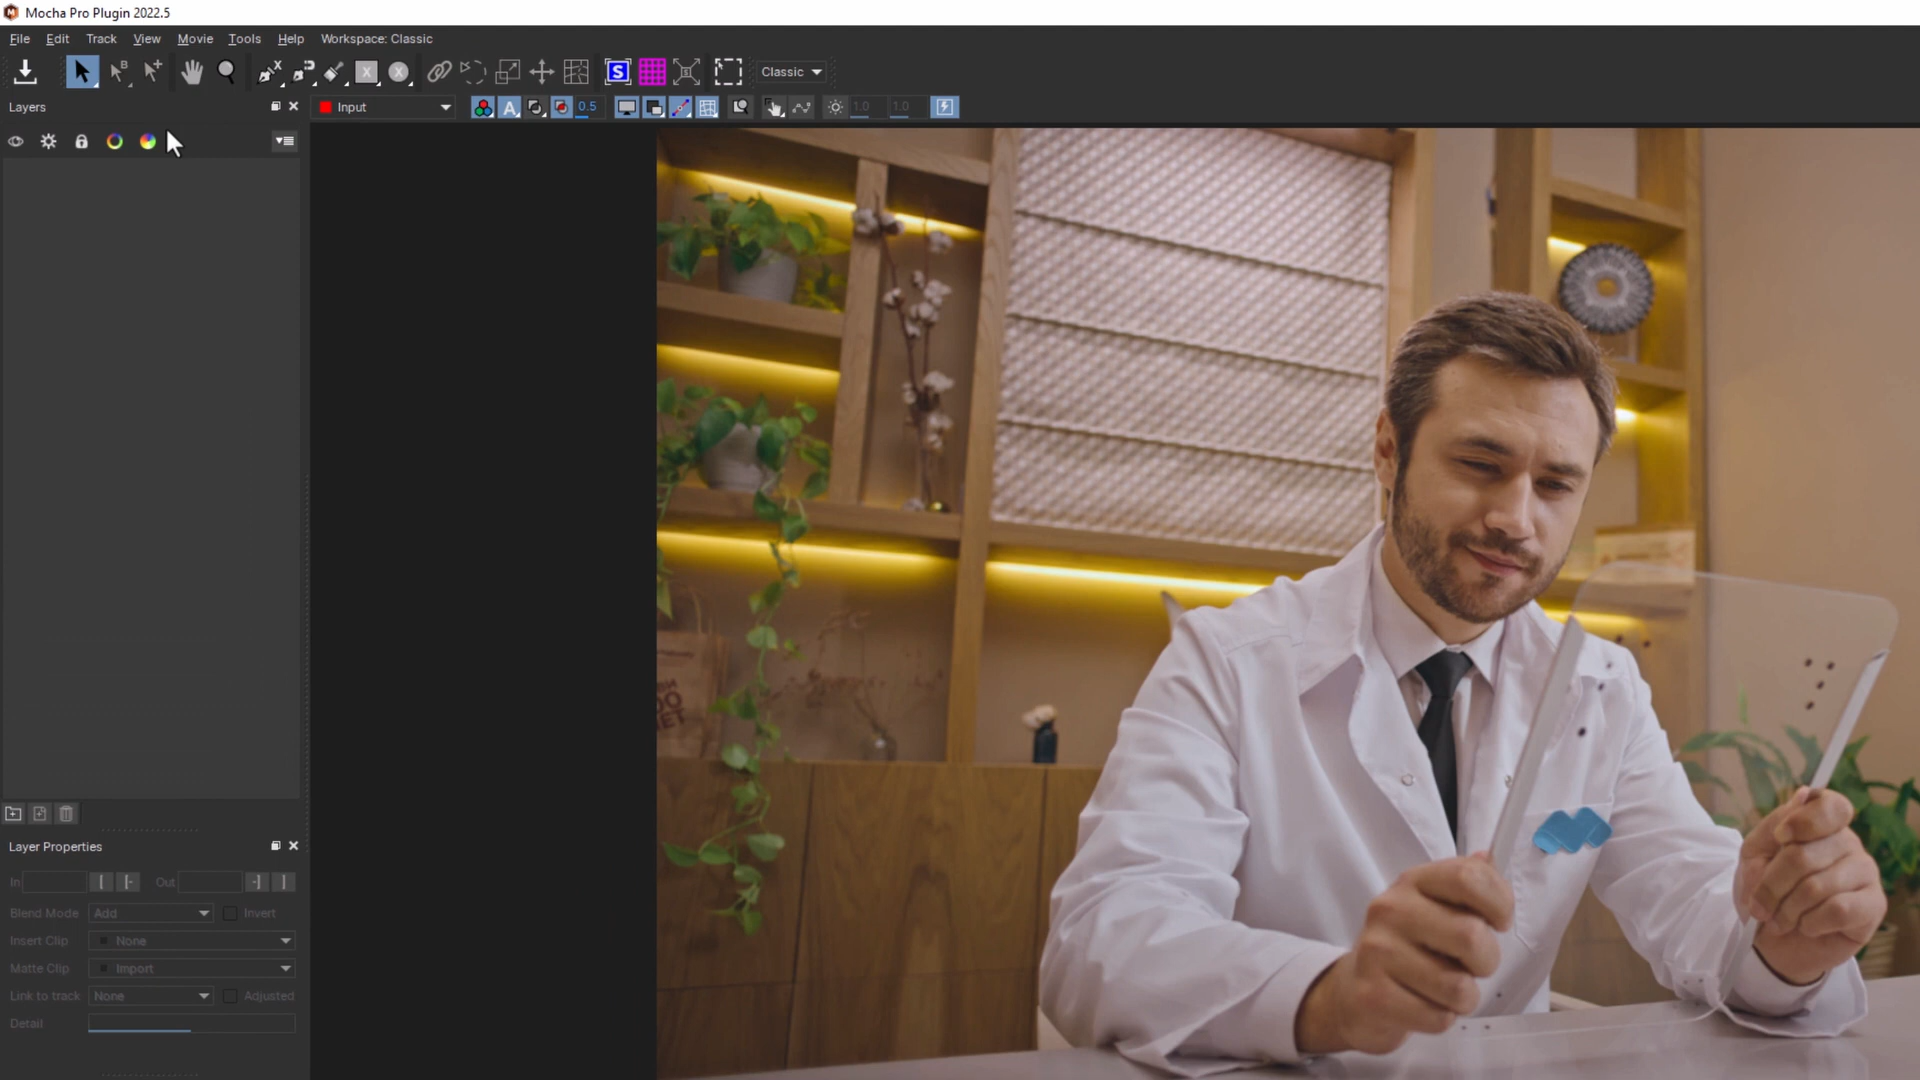 Mocha Pro Plugin 2022.5
File Edit Track View Movie Tools Help Workspace: Classic
Classic
Layers
Input
A
0.5
1.0
1.0
Layer Properties
In
Out
Blend Mode
Add
Invert
Insert Clip
None
Matte Clip
Import
Link to track
None
Adjusted
Detail